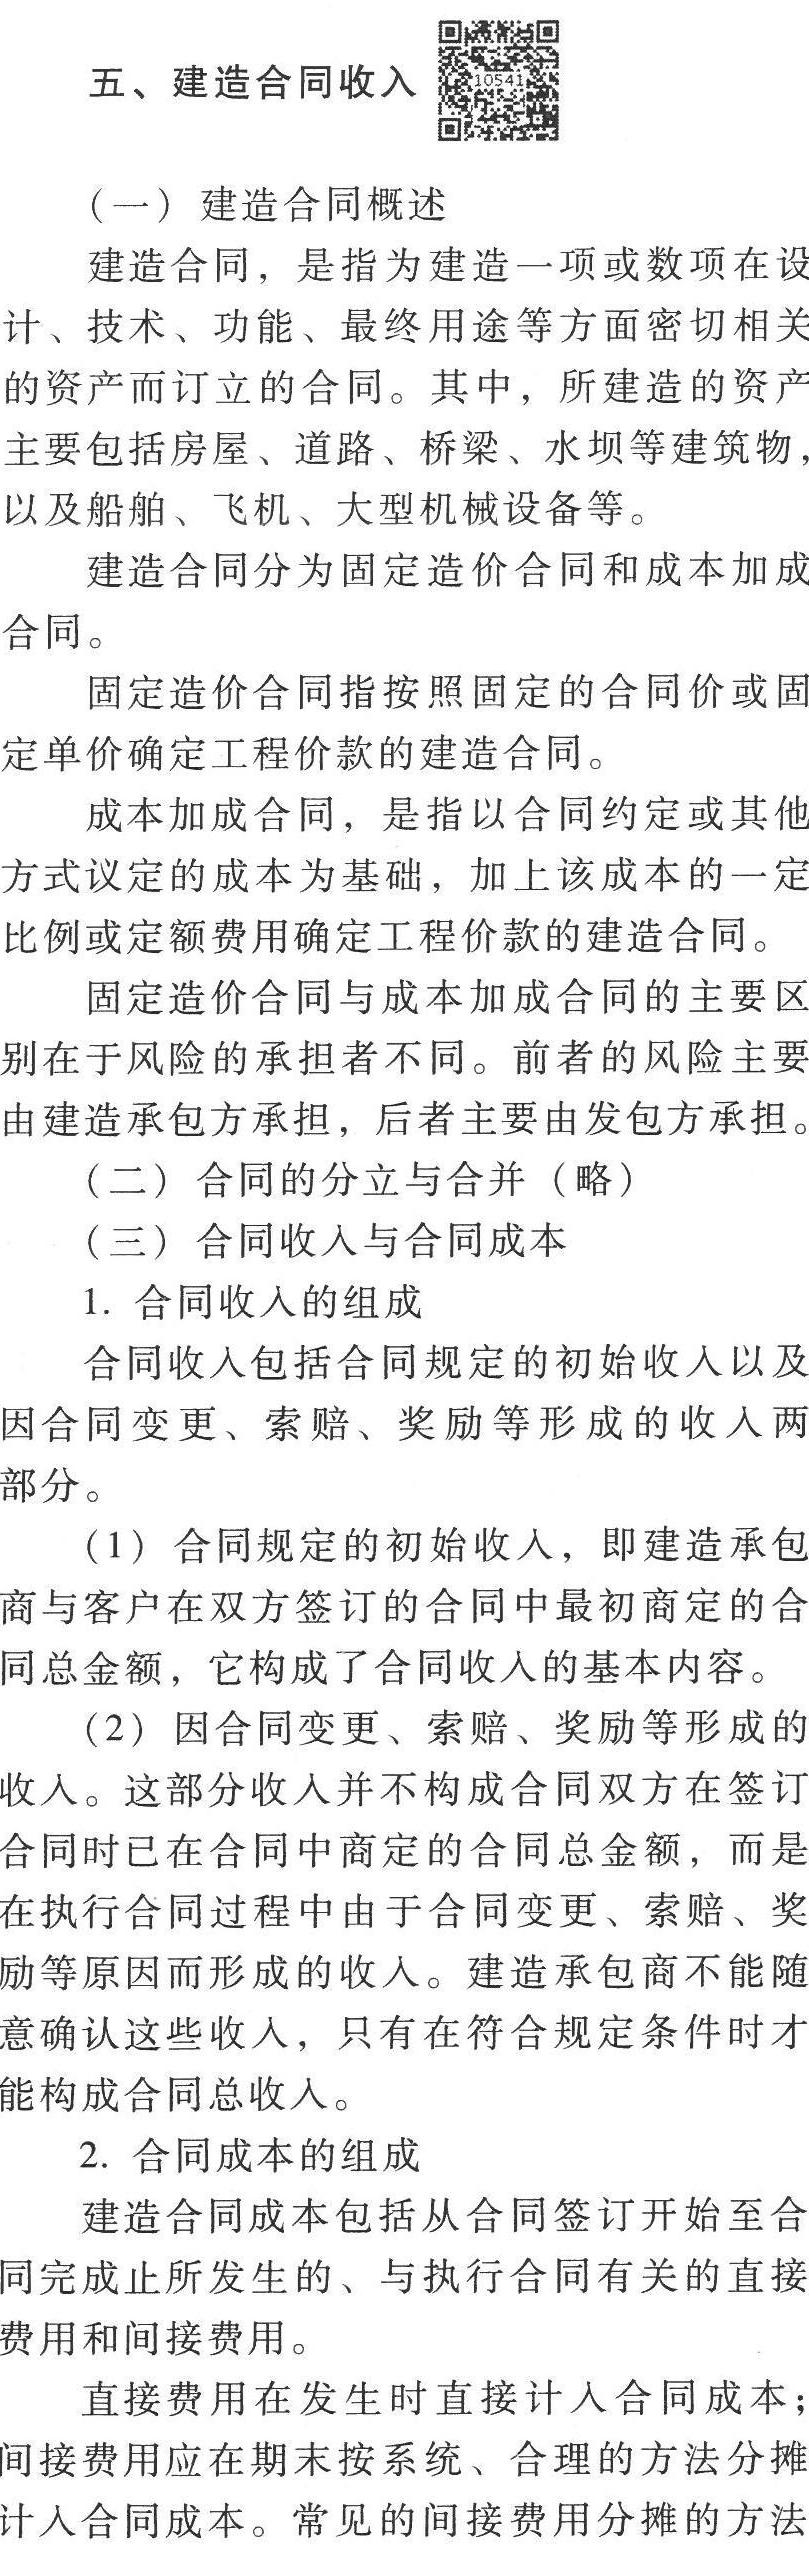 五、建造合同收入
10541
（一）建造合同概述
建造合同，是指为建造一项或数项在设
计、技术、功能、最终用途等方面密切相关
的资产而订立的合同。其中，所建造的资产
主要包括房屋、道路、桥梁、水坝等建筑物，
以及船舶、飞机、大型机械设备等。
建造合同分为固定造价合同和成本加成
合同。
固定造价合同指按照固定的合同价或固
定单价确定工程价款的建造合同。
成本加成合同，是指以合同约定或其他
方式议定的成本为基础，加上该成本的一定
比例或定额费用确定工程价款的建造合同。
固定造价合同与成本加成合同的主要区
别在于风险的承担者不同。前者的风险主要
由建造承包方承担，后者主要由发包方承担。
（二）合同的分立与合并（略）
（三）合同收入与合同成本
1. 合同收入的组成
合同收入包括合同规定的初始收入以及
因合同变更、索赔、奖励等形成的收入两
部分。
（1）合同规定的初始收入，即建造承包
商与客户在双方签订的合同中最初商定的合
同总金额，它构成了合同收入的基本内容。
（2）因合同变更、索赔、奖励等形成的
收入。这部分收入并不构成合同双方在签订
合同时已在合同中商定的合同总金额，而是
在执行合同过程中由于合同变更、索赔、奖
励等原因而形成的收入。建造承包商不能随
意确认这些收入，只有在符合规定条件时才
能构成合同总收入。
2. 合同成本的组成
建造合同成本包括从合同签订开始至合
同完成止所发生的、与执行合同有关的直接
费用和间接费用。
直接费用在发生时直接计入合同成本；
间接费用应在期末按系统、合理的方法分摊
计入合同成本。常见的间接费用分摊的方法